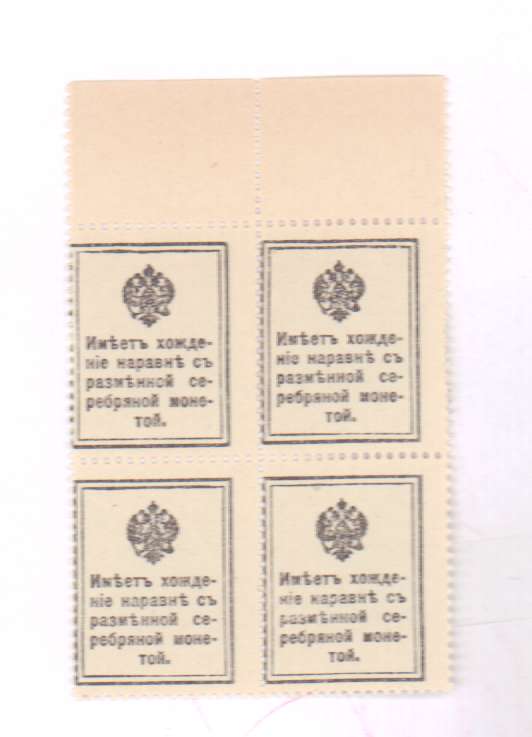 Имѣетъ хожде-
ніе наравнѣ съ
размѣнной се-
ребряной моне-
той.
Имѣетъ хожде-
ніе наравнѣ съ
размѣнной се-
ребряной моне-
той.
Имѣетъ хожде-
ніе наравнѣ съ
размѣнной се-
ребряной моне-
той.
Имѣетъ хожде-
ніе наравнѣ съ
размѣнной се-
ребряной моне-
той.